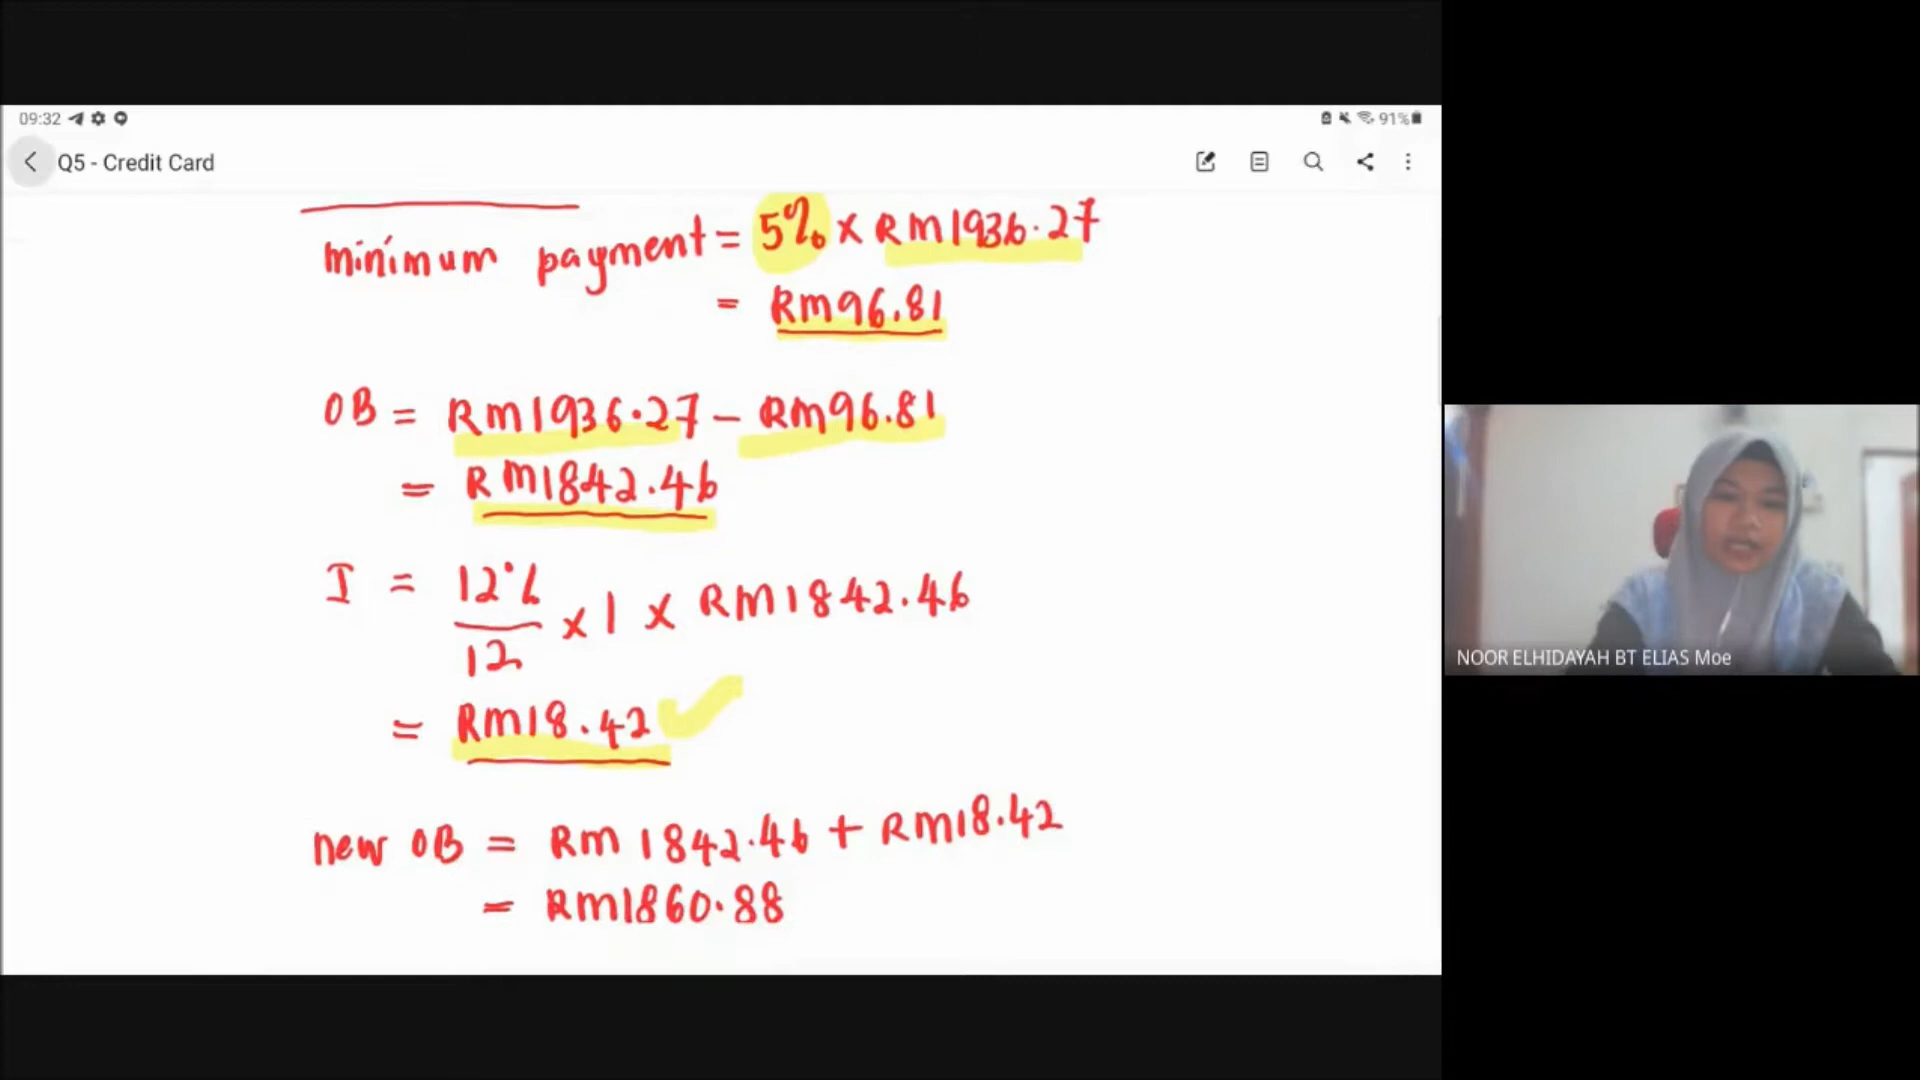 09:32 91%
Q5 - Credit Card
minimum payment = 5% x RM1936.27
= RM96.81
OB = RM1936.27 - RM96.81
= RM1842.46
I = 12% / 12 x 1 x RM1842.46
= RM18.42
new OB = RM1842.46 + RM18.42
= RM1860.88
NOOR ELHIDAYAH BT ELIAS Moe